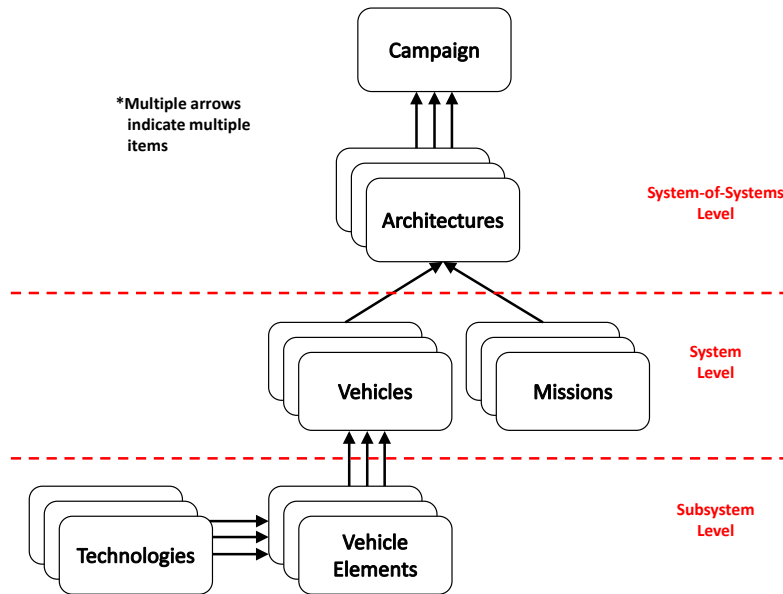 Campaign
*Multiple arrows
indicate multiple
items
Architectures
System-of-Systems
Level
Vehicles
Missions
System
Level
Technologies
Vehicle
Elements
Subsystem
Level